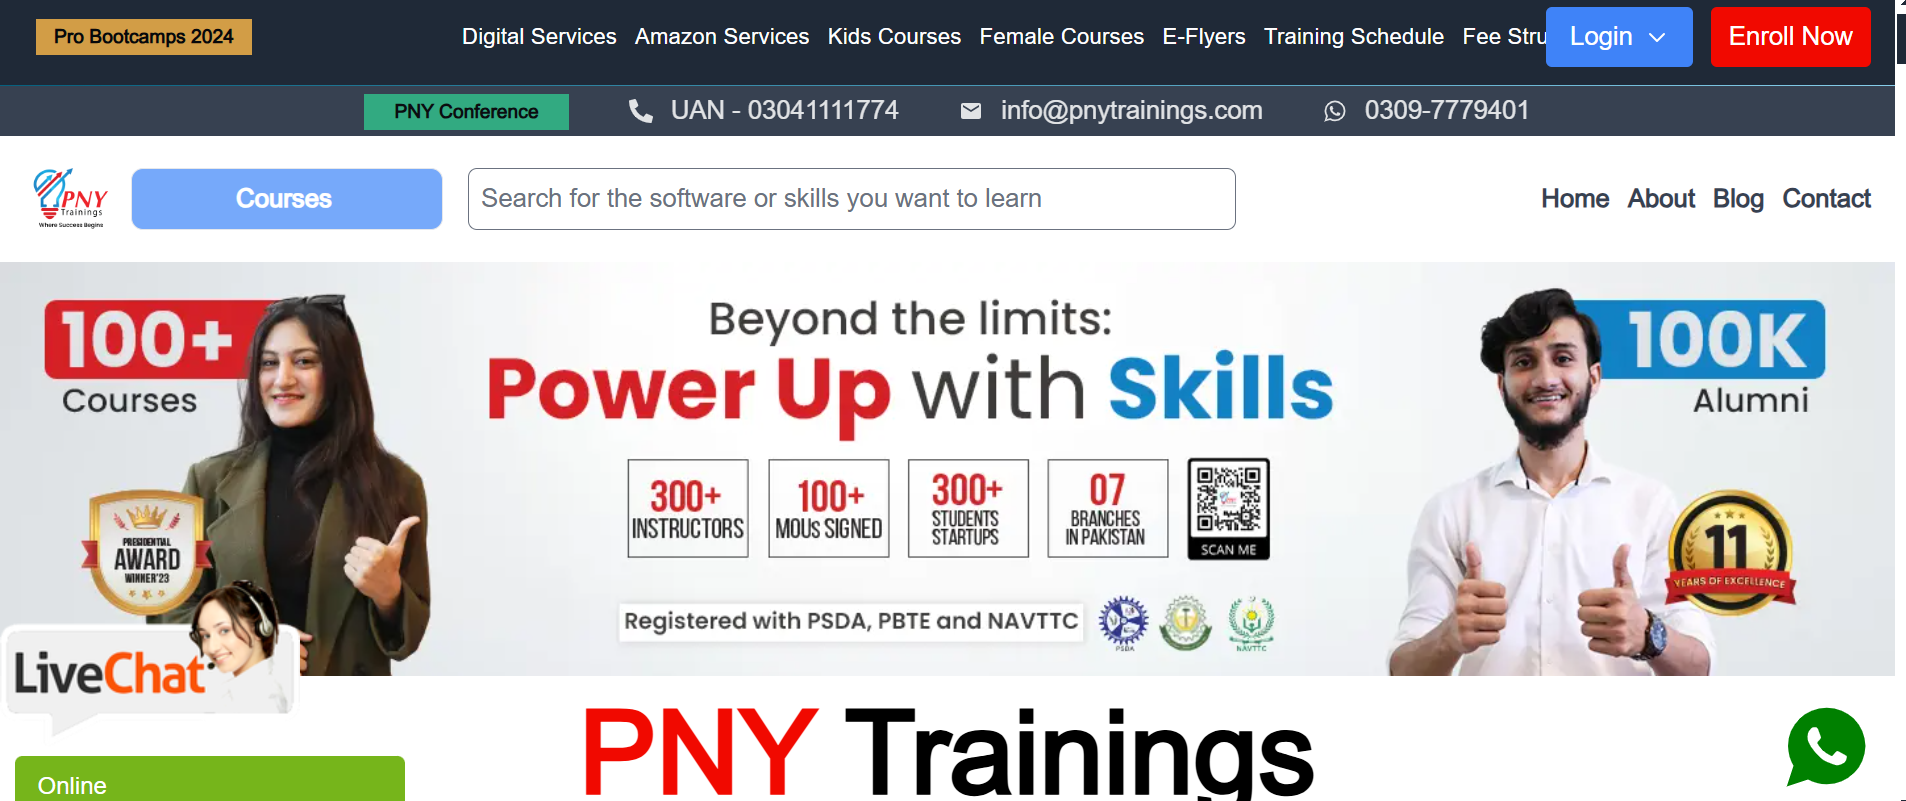 Pro Bootcamps 2024
Digital Services Amazon Services Kids Courses Female Courses E-Flyers Training Schedule Fee Stru
Login
Enroll Now
PNY Conference
UAN - 03041111774
info@pnytrainings.com
0309-7779401
PNY
Trainings
Where Success Begins
Courses
Search for the software or skills you want to learn
Home About Blog Contact
100+
Courses
Beyond the limits:
Power Up with Skills
100K
Alumni
300+
INSTRUCTORS
100+
MOUs SIGNED
300+
STUDENTS
STARTUPS
07
BRANCHES
IN PAKISTAN
SCAN ME
PRESIDENTIAL
AWARD
WINNER'23
11
YEARS OF EXCELLENCE
Registered with PSDA, PBTE and NAVTTC
PSDA
NAVTTC
LiveChat
PNY Trainings
Online